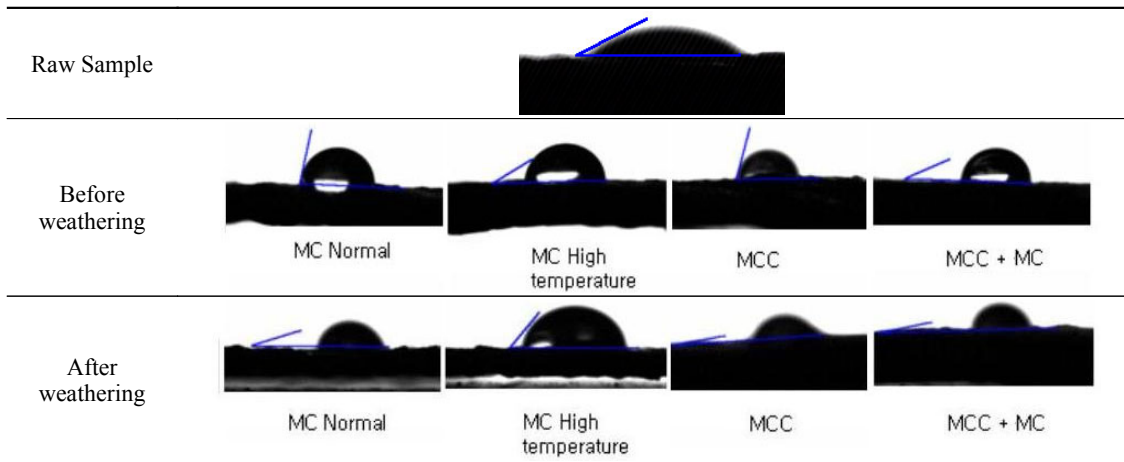 Raw Sample
Before
weathering
MC Normal
MC High
temperature
MCC
MCC + MC
After
weathering
MC Normal
MC High
temperature
MCC
MCC + MC